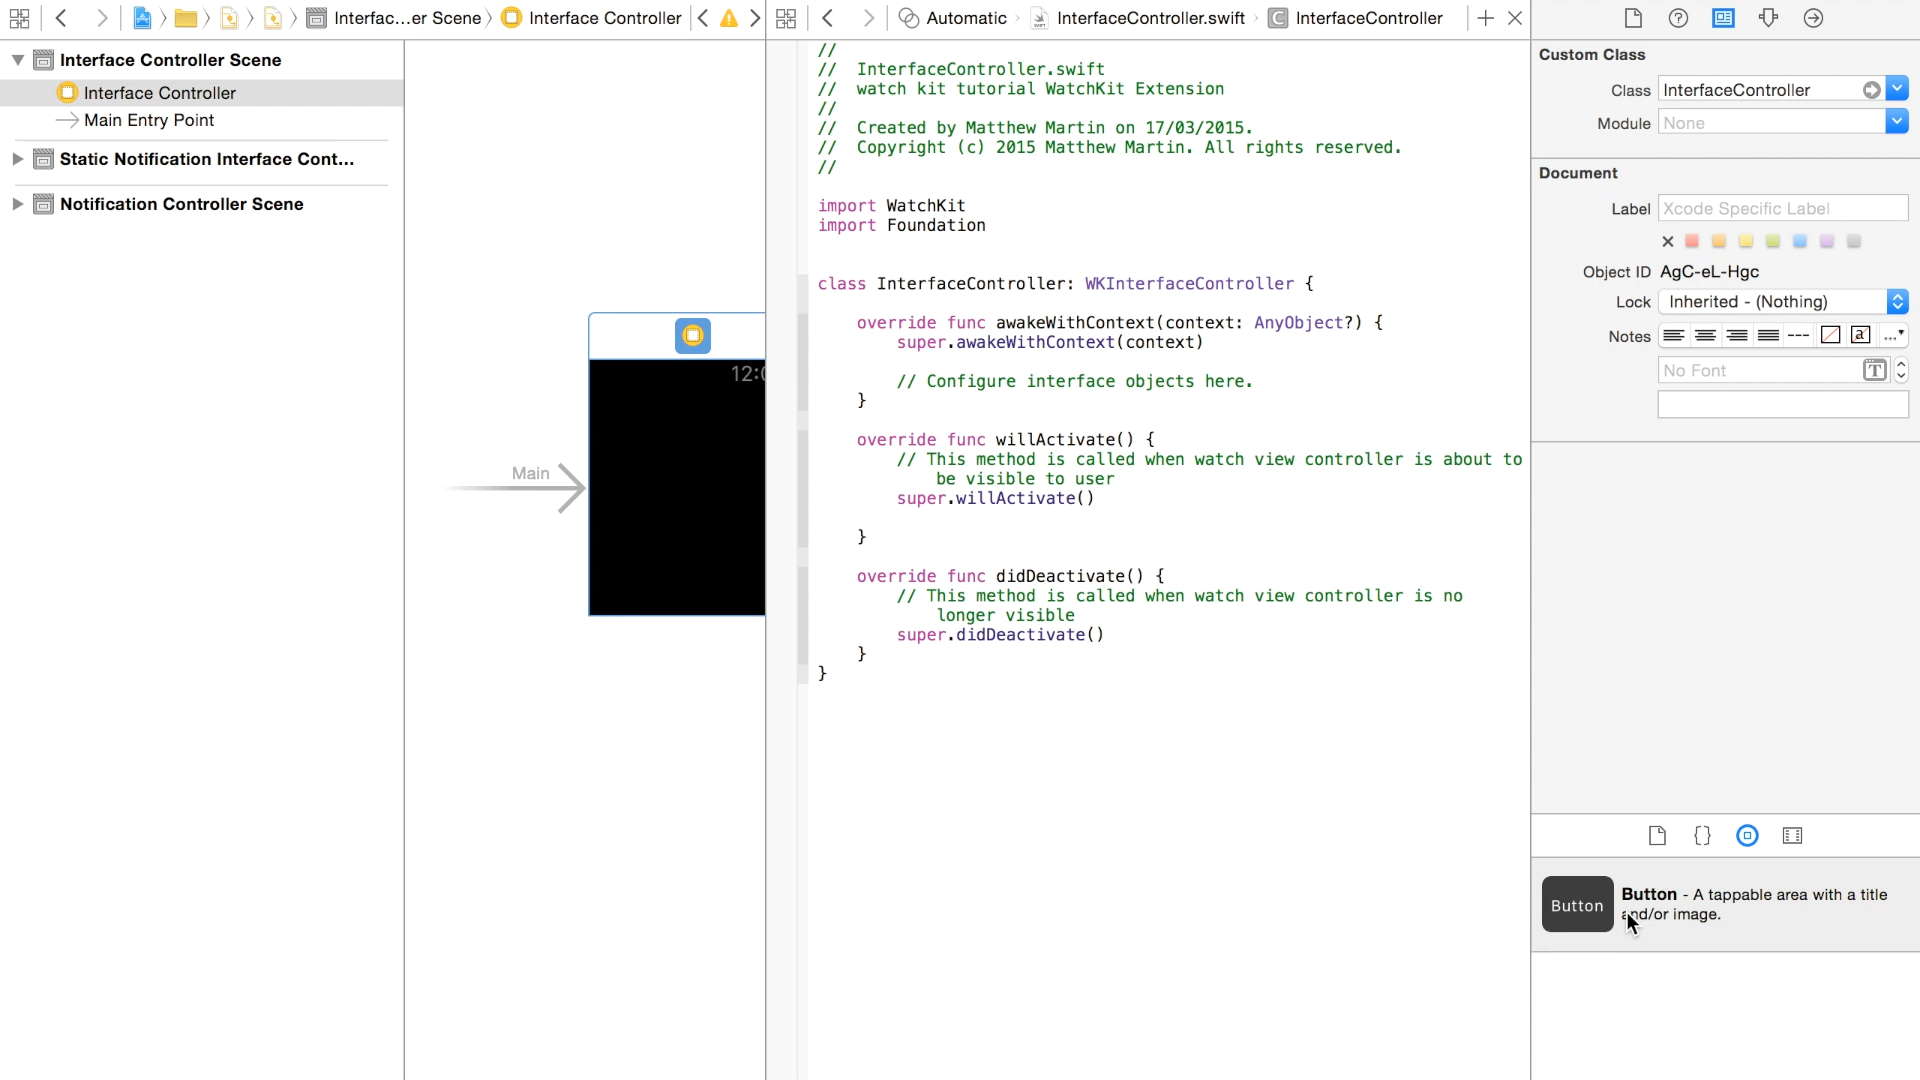 Interfac...er Scene
Interface Controller
Automatic
InterfaceController.swift
InterfaceController
Interface Controller Scene
Interface Controller
Main Entry Point
Static Notification Interface Cont...
Notification Controller Scene
Main
12:0
//
// InterfaceController.swift
// watch kit tutorial WatchKit Extension
//
// Created by Matthew Martin on 17/03/2015.
// Copyright (c) 2015 Matthew Martin. All rights reserved.
//
import WatchKit
import Foundation
class InterfaceController: WKInterfaceController {
override func awakeWithContext(context: AnyObject?) {
super.awakeWithContext(context)
// Configure interface objects here.
}
override func willActivate() {
// This method is called when watch view controller is about to
be visible to user
super.willActivate()
}
override func didDeactivate() {
// This method is called when watch view controller is no
longer visible
super.didDeactivate()
}
}
Custom Class
Class InterfaceController
Module None
Document
Label Xcode Specific Label
Object ID AgC-eL-Hgc
Lock Inherited - (Nothing)
Notes
No Font
Button
Button - A tappable area with a title
and/or image.